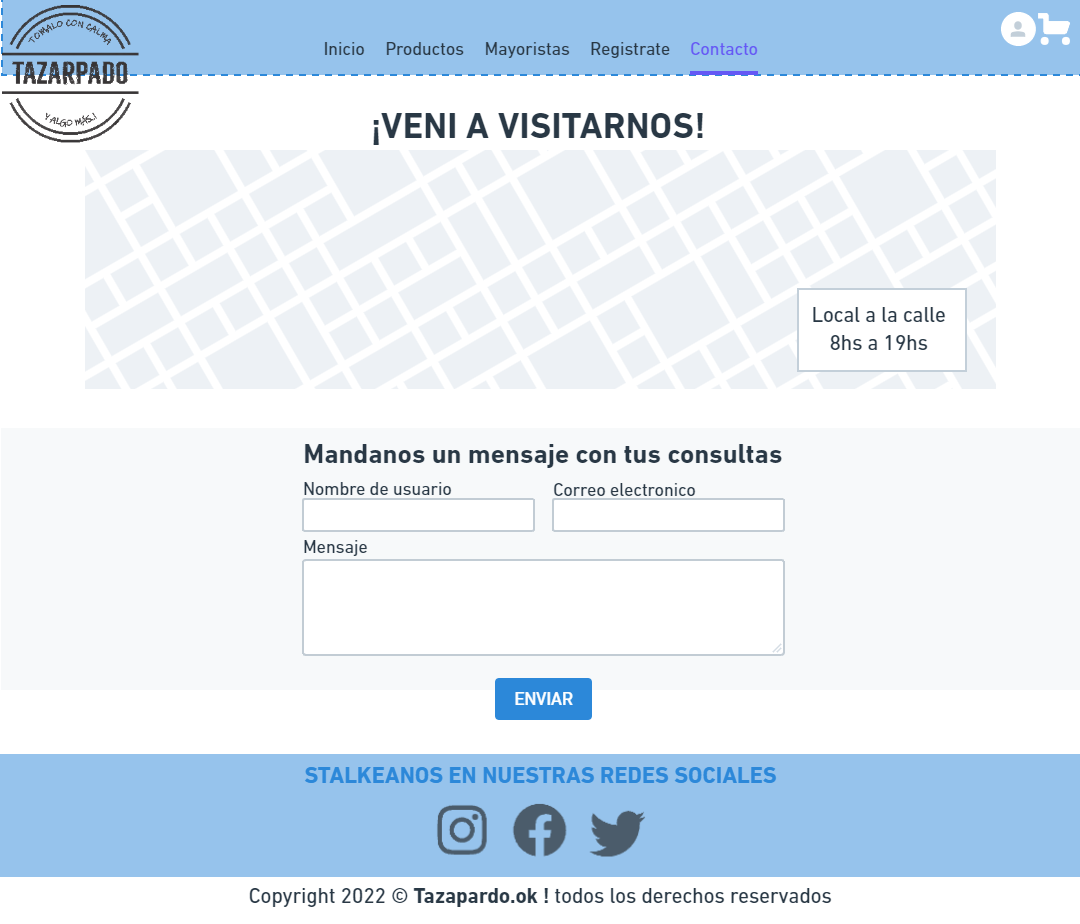 TOMALO CON CALMA
TAZARPADO
Y ALGO MÁS.!
Inicio Productos Mayoristas Registrate Contacto
¡VENI A VISITARNOS!
Local a la calle
8hs a 19hs
Mandanos un mensaje con tus consultas
Nombre de usuario Correo electronico
Mensaje
ENVIAR
STALKEANOS EN NUESTRAS REDES SOCIALES
Copyright 2022 © Tazapardo.ok ! todos los derechos reservados